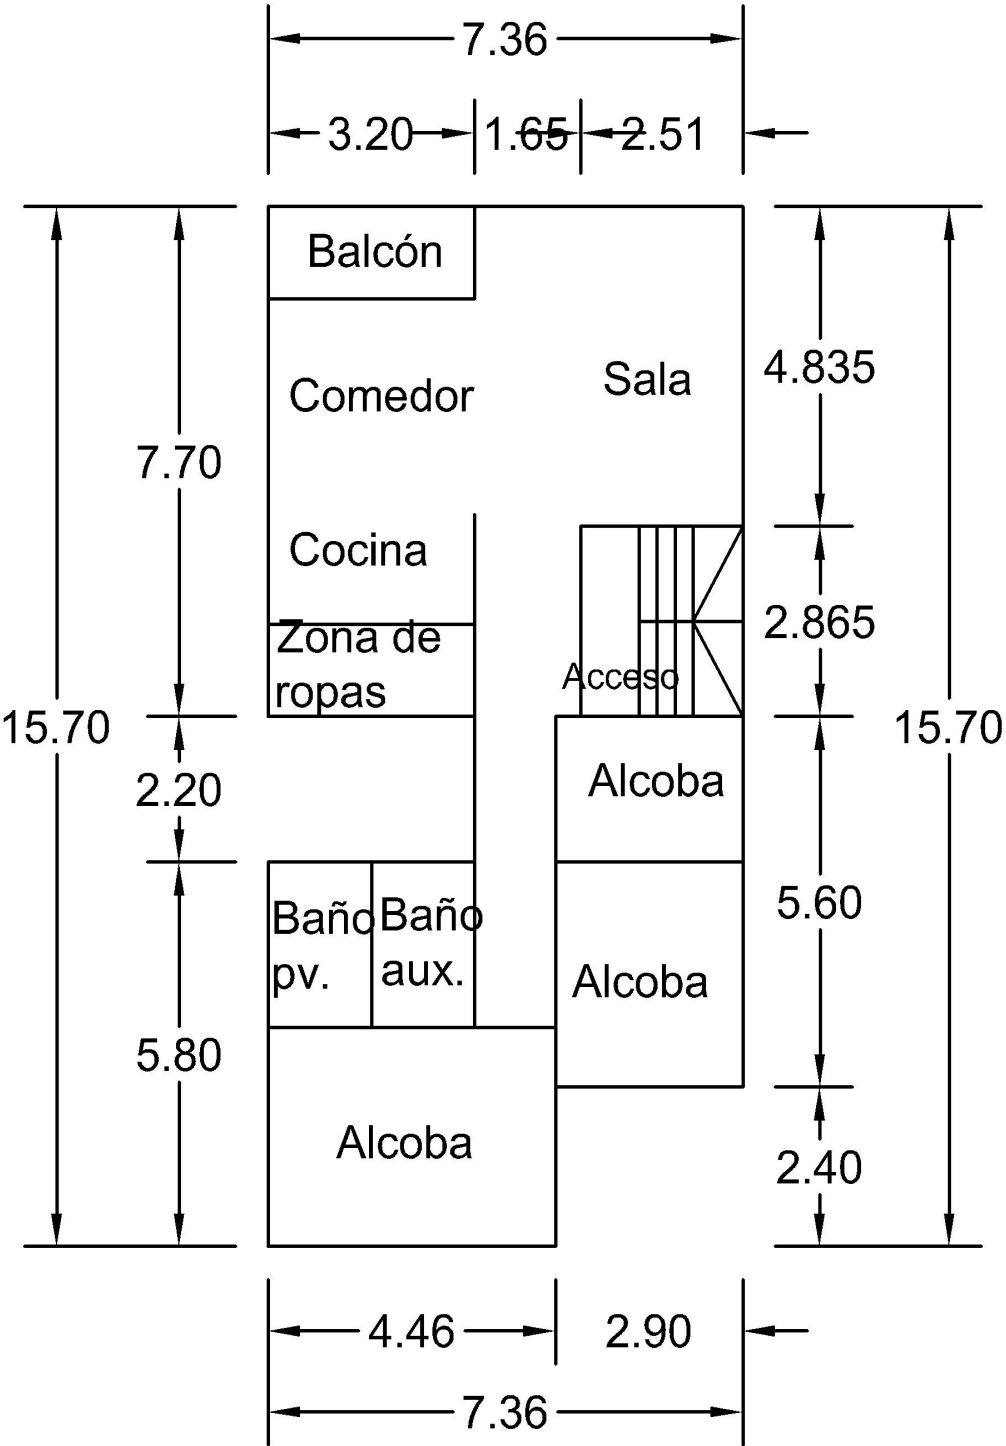 7.36
3.20
1.65
2.51
Balcón
Comedor
Sala
4.835
7.70
Cocina
Zona de
ropas
2.865
Acceso
15.70
15.70
2.20
Alcoba
Baño
pv.
Baño
aux.
5.60
Alcoba
5.80
Alcoba
2.40
4.46
2.90
7.36